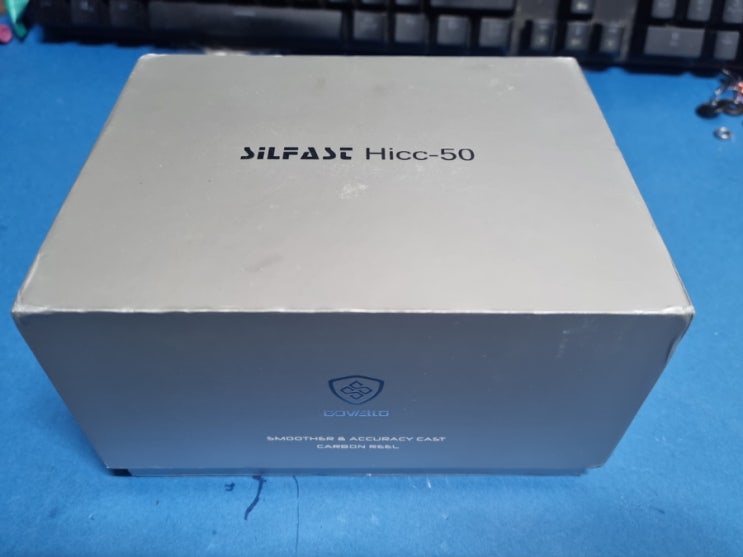 SiLFAST Hicc-50
SMOOTHER & ACCURACY CAST
CARBON REEL